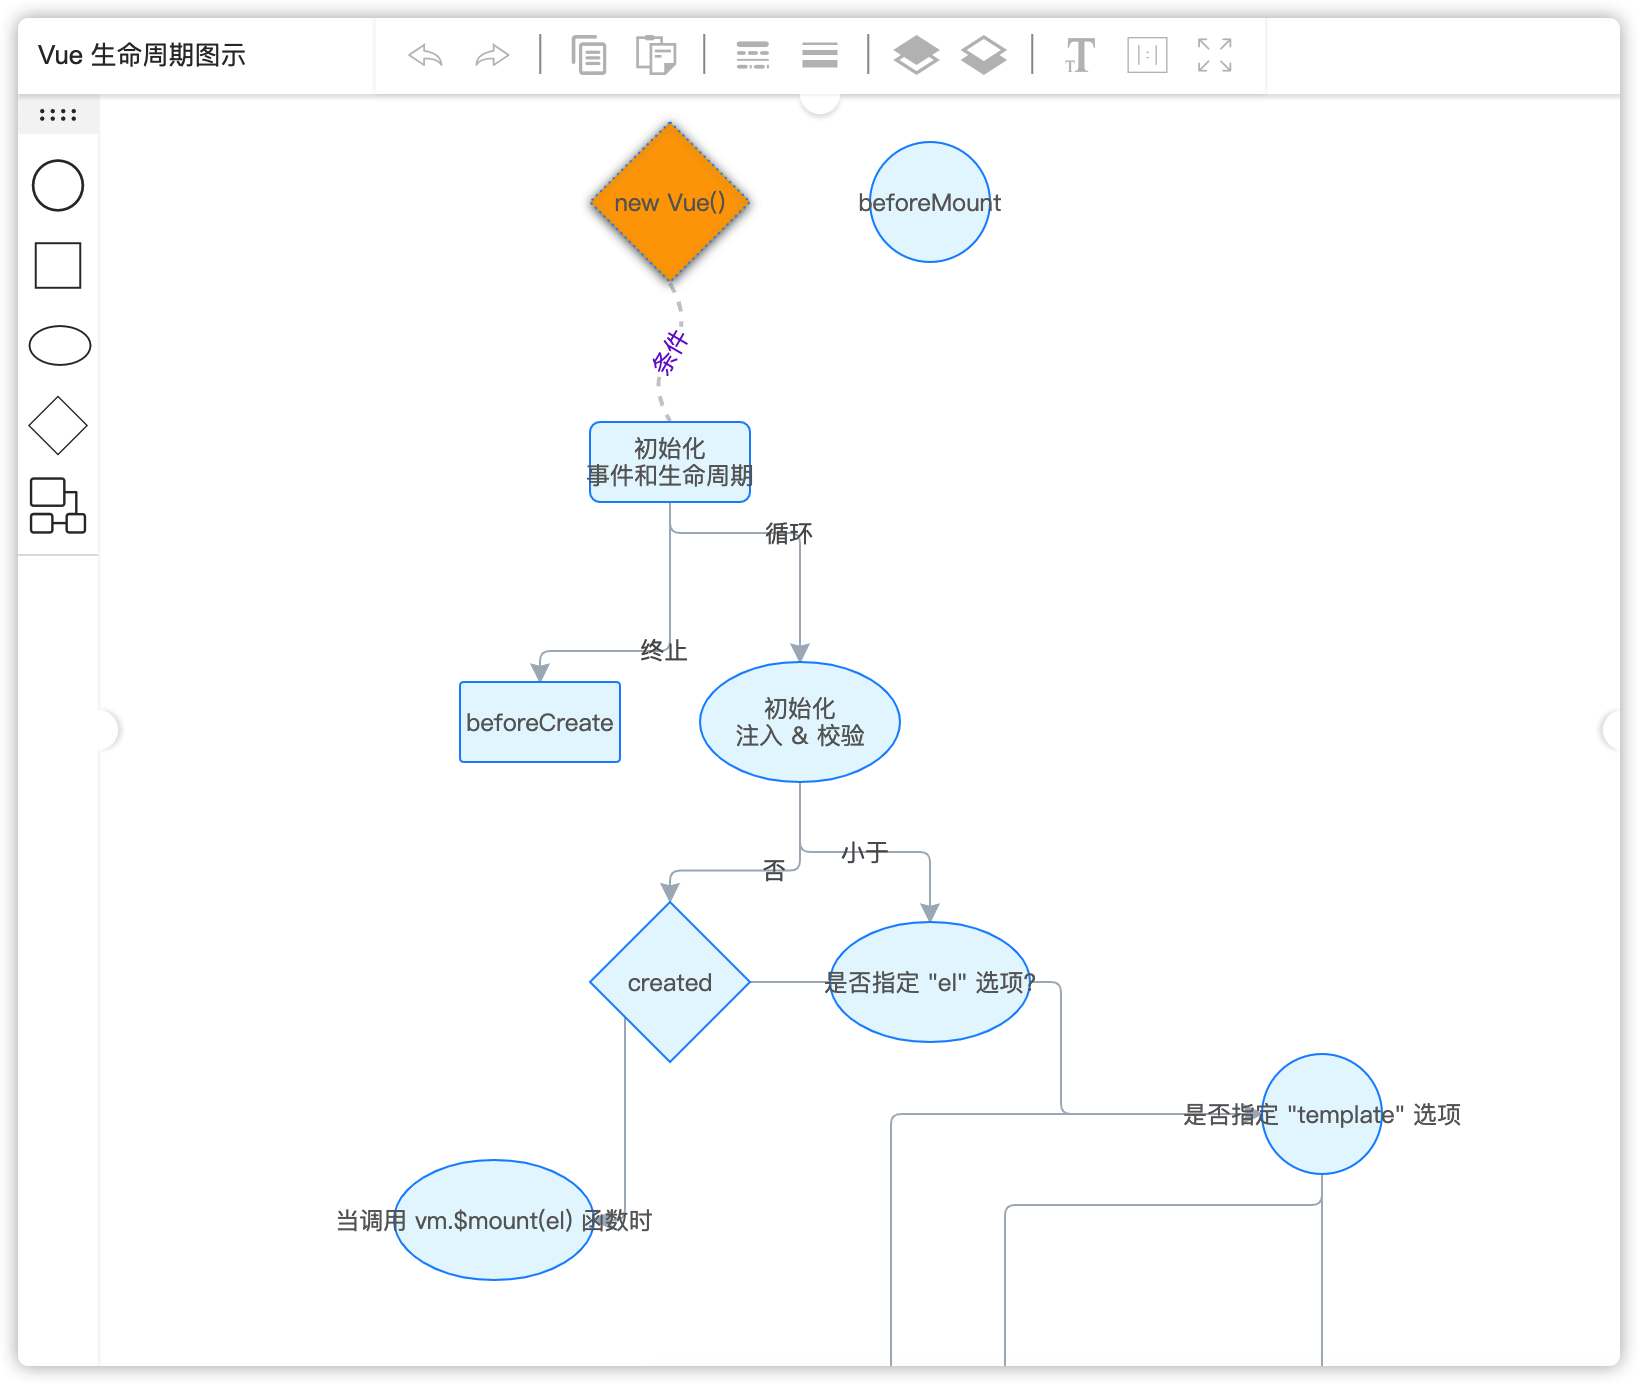 Vue 生命周期图示
new Vue()
beforeMount
条件
初始化
事件和生命周期
循环
终止
beforeCreate
初始化
注入 & 校验
小于
否
created
是否指定 "el" 选项?
是否指定 "template" 选项
当调用 vm.$mount(el) 函数时